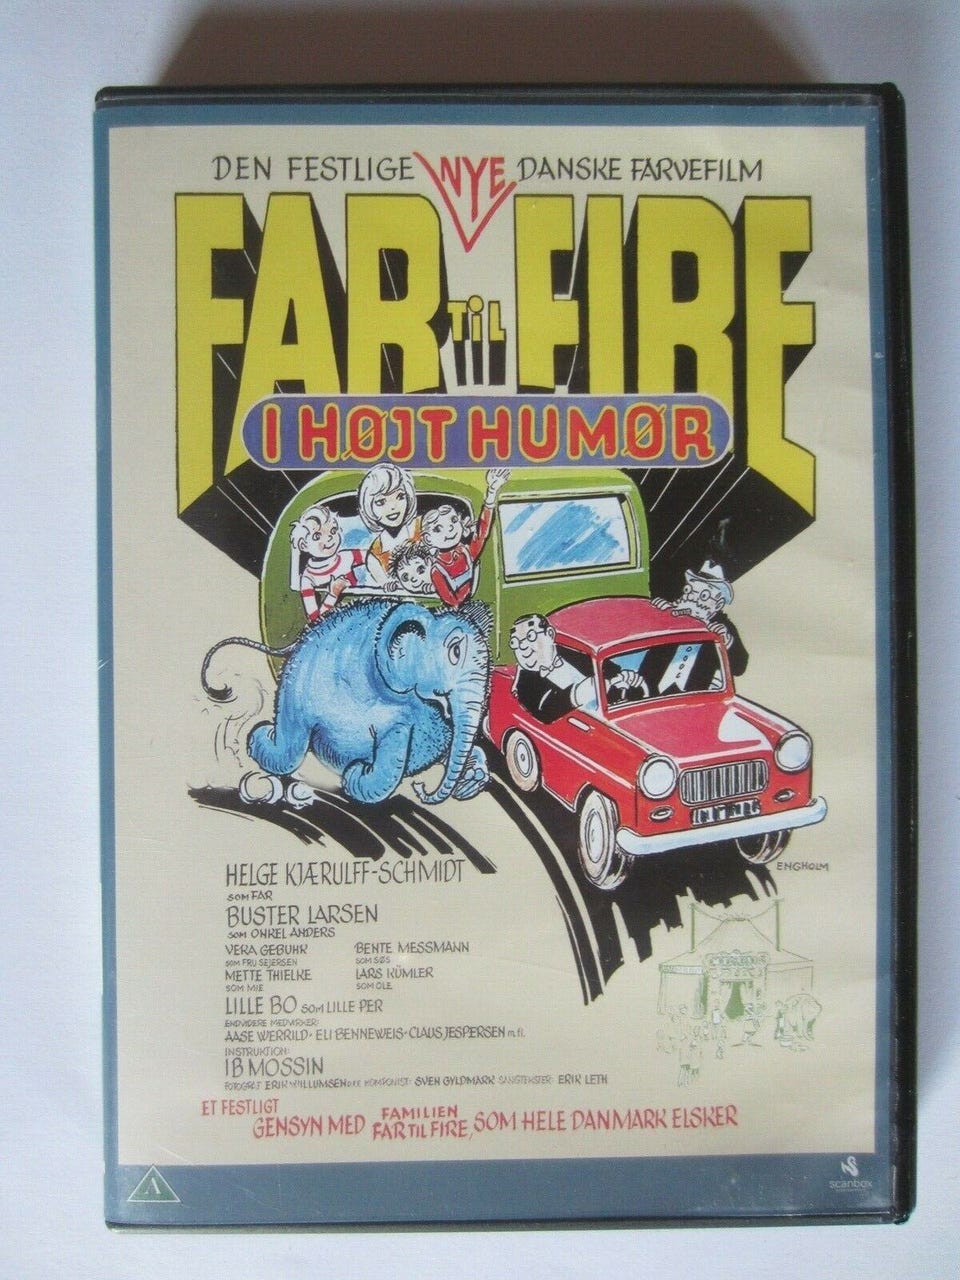 DEN FESTLIGE NYE DANSKE FARVEFILM
FAR TIL FIRE
I HØJT HUMØR
ENGHOLM
HELGE KJÆRULFF-SCHMIDT
SOM FAR
BUSTER LARSEN
SOM ONKEL ANDERS
VERA GEBUHR BENTE MESSMANN
SOM FRU SEJERSEN SOM SØS
METTE THIELKE LARS KÜMLER
SOM MIE SOM OLE
LILLE BO SOM LILLE PER
ENDVIDERE MEDVIRKER:
AASE WERRILD · ELI BENNEWEIS · CLAUS JESPERSEN m.fl.
INSTRUKTION:
IB MOSSIN
FOTOGRAF ERIK WILLUMSEN DFF KOMPONIST: SVEN GYLDMARK SANGTEKSTER: ERIK LETH
ET FESTLIGT
GENSYN MED FAMILIEN FAR TIL FIRE, SOM HELE DANMARK ELSKER
A
scanbox